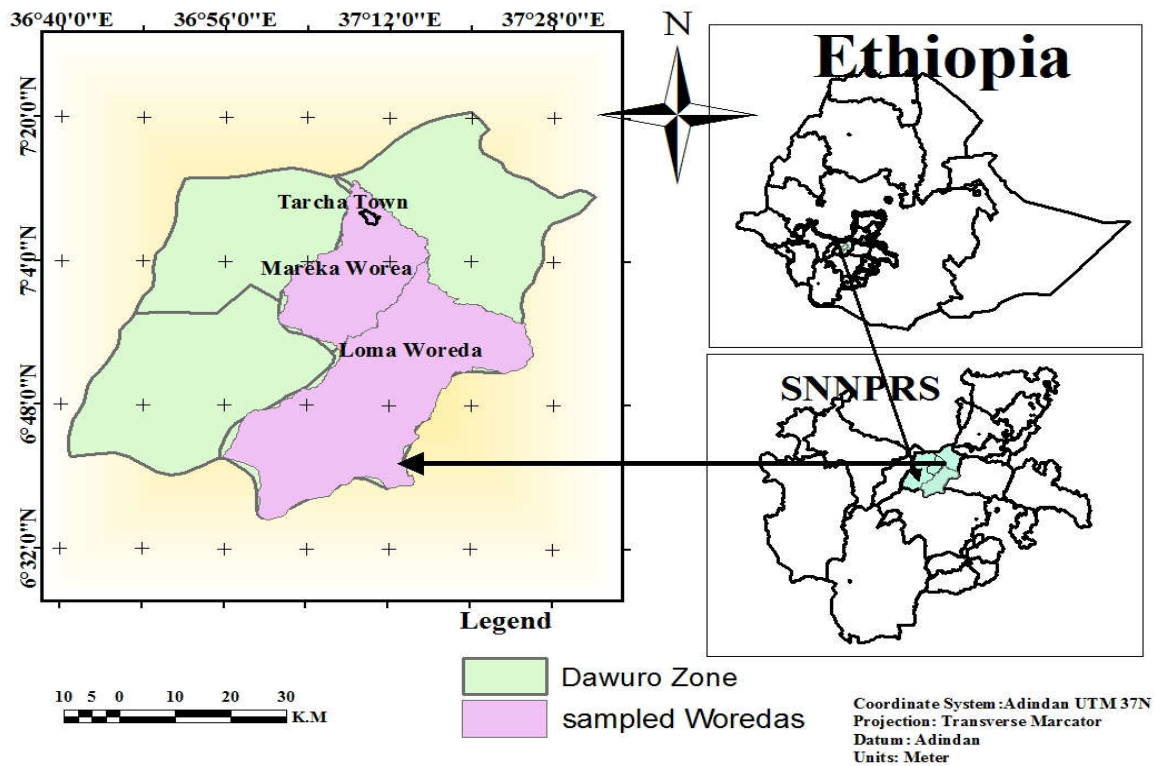 36°40'0"E 36°56'0"E 37°12'0"E 37°28'0"E
7°20'0"N
7°4'0"N
6°48'0"N
6°32'0"N
Tarcha Town
Mareka Worea
Loma Woreda
N
Ethiopia
SNNPRS
Legend
Dawuro Zone
sampled Woredas
10 5 0 10 20 30
K.M
Coordinate System:Adindan UTM 37N
Projection: Transverse Marcator
Datum: Adindan
Units: Meter